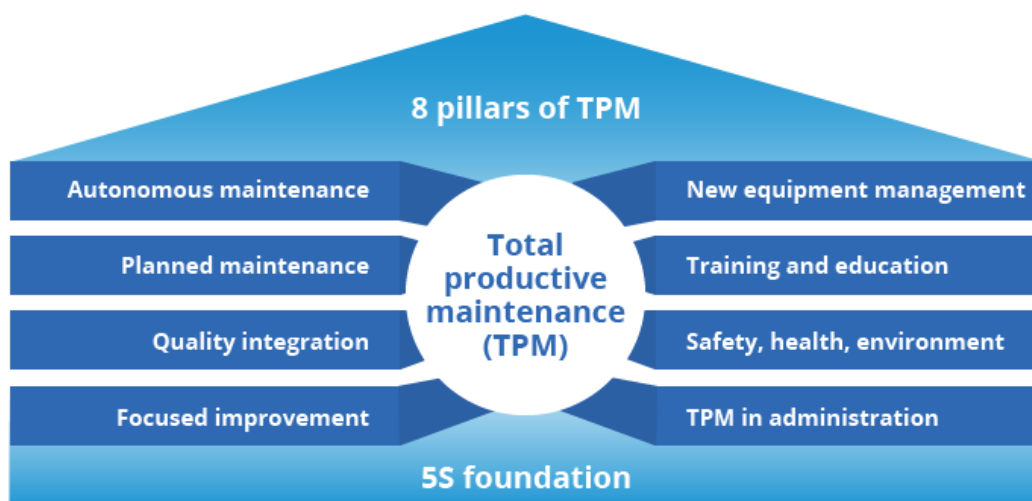 8 pillars of TPM
Autonomous maintenance
Planned maintenance
Quality integration
Focused improvement
Total
productive
maintenance
(TPM)
New equipment management
Training and education
Safety, health, environment
TPM in administration
5S foundation